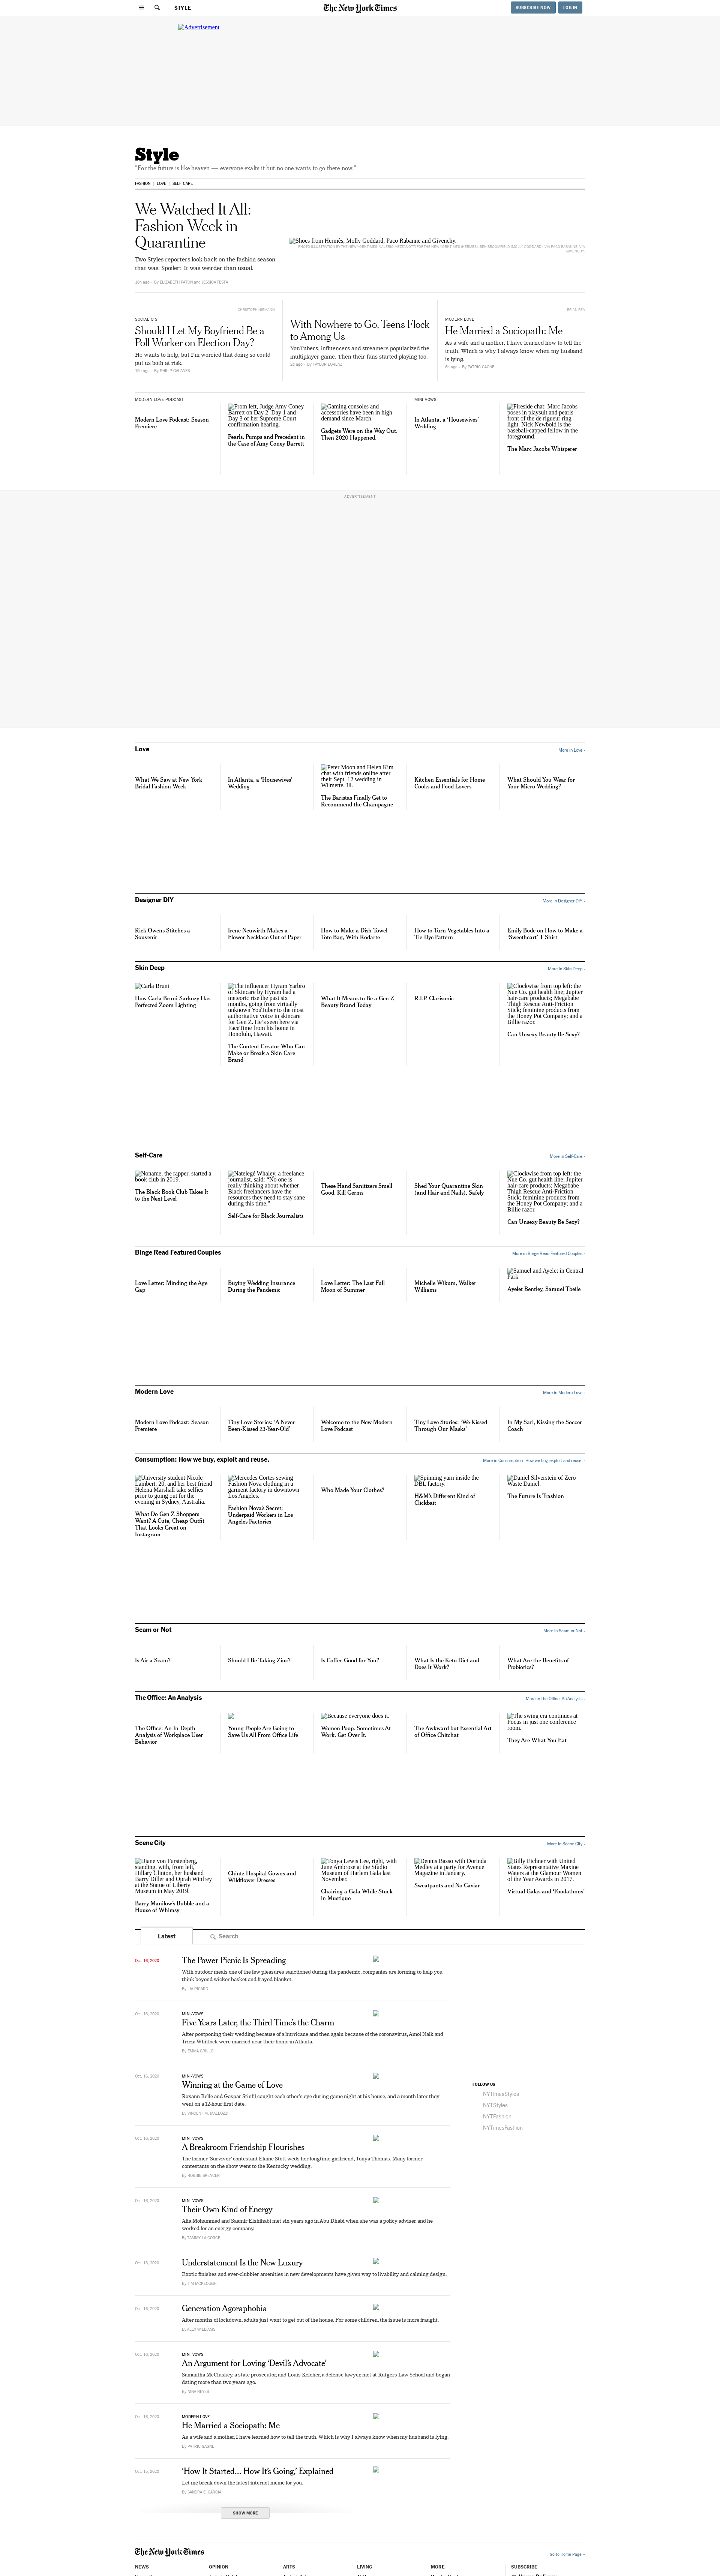 STYLE
The New York Times
SUBSCRIBE NOW
LOG IN
Advertisement
Style
"For the future is like heaven — everyone exalts it but no one wants to go there now."
FASHION
LOVE
SELF-CARE
We Watched It All:
Fashion Week in
Quarantine
Two Styles reporters look back on the fashion season
that was. Spoiler: It was weirder than usual.
Shoes from Hermès, Molly Goddard, Paco Rabanne and Givenchy.
SOCIAL Q'S
Should I Let My Boyfriend Be a
Poll Worker on Election Day?
He wants to help, but I'm worried that doing so could
put us both at risk.
By PHILIP GALANES
With Nowhere to Go, Teens Flock
to Among Us
YouTubers, influencers and streamers popularized the
multiplayer game. Then their fans started playing too.
2d ago · By TAYLOR LORENZ
MODERN LOVE
He Married a Sociopath: Me
As a wife and a mother, I have learned how to tell the
truth. Which is why I always know when my husband
is lying.
By PATRIC GAGNE
MODERN LOVE PODCAST
Modern Love Podcast: Season
Premiere
From left, Judge Amy Coney
Barrett on Day 2, Day 1 and
Day 3 of her Supreme Court
confirmation hearing.
Pearls, Pumps and Precedent in
the Case of Amy Coney Barrett
Gaming consoles and
accessories have been in high
demand since March.
Gadgets Were on the Way Out.
Then 2020 Happened.
MINI-VOWS
In Atlanta, a 'Housewives'
Wedding
Fireside chat: Marc Jacobs
poses in playsuit and pearls
front of the de rigueur ring
light. Nick Newbold is the
baseball-capped fellow in the
foreground.
The Marc Jacobs Whisperer
ADVERTISEMENT
Love
More in Love ›
What We Saw at New York
Bridal Fashion Week
In Atlanta, a 'Housewives'
Wedding
Peter Moon and Helen Kim
chat with friends online after
their Sept. 12 wedding in
Wilmette, Ill.
The Baristas Finally Get to
Recommend the Champagne
Kitchen Essentials for Home
Cooks and Food Lovers
What Should You Wear for
Your Micro Wedding?
Designer DIY
More in Designer DIY ›
Rick Owens Stitches a
Souvenir
Irene Neuwirth Makes a
Flower Necklace Out of Paper
How to Make a Dish Towel
Tote Bag, With Rodarte
How to Turn Vegetables Into a
Tie-Dye Pattern
Emily Bode on How to Make a
'Sweetheart' T-Shirt
Skin Deep
More in Skin Deep ›
Carla Bruni
How Carla Bruni-Sarkozy Has
Perfected Zoom Lighting
The influencer Hyram Yarbro
of Skincare by Hyram had a
meteoric rise the past six
months, going from virtually
unknown YouTuber to the most
authoritative voice in skincare
for Gen Z. He's seen here via
FaceTime from his home in
Honolulu, Hawaii.
The Content Creator Who Can
Make or Break a Skin Care
Brand
What It Means to Be a Gen Z
Beauty Brand Today
R.I.P. Clarisonic
Clockwise from top left: the
Nue Co. gut health line; Jupiter
hair-care products; Megababe
Thigh Rescue Anti-Friction
Stick; feminine products from
the Honey Pot Company; and a
Billie razor.
Can Unsexy Beauty Be Sexy?
Self-Care
More in Self-Care ›
Noname, the rapper, started a
book club in 2019.
The Black Book Club Takes It
to the Next Level
Natelegé Whaley, a freelance
journalist, said: "No one is
really thinking about whether
Black freelancers have the
resources they need to stay sane
during this time."
Self-Care for Black Journalists
These Hand Sanitizers Smell
Good, Kill Germs
Shed Your Quarantine Skin
(and Hair and Nails), Safely
Clockwise from top left: the
Nue Co. gut health line; Jupiter
hair-care products; Megababe
Thigh Rescue Anti-Friction
Stick; feminine products from
the Honey Pot Company; and a
Billie razor.
Can Unsexy Beauty Be Sexy?
Binge Read Featured Couples
More in Binge Read Featured Couples ›
Love Letter: Minding the Age
Gap
Buying Wedding Insurance
During the Pandemic
Love Letter: The Last Full
Moon of Summer
Michelle Wikum, Walker
Williams
Samuel and Ayelet in Central
Park
Ayelet Bentley, Samuel Tbeile
Modern Love
More in Modern Love ›
Modern Love Podcast: Season
Premiere
Tiny Love Stories: 'A Never-
Been-Kissed 23-Year-Old'
Welcome to the New Modern
Love Podcast
Tiny Love Stories: 'We Kissed
Through Our Masks'
In My Sari, Kissing the Soccer
Coach
Consumption: How we buy, exploit and reuse.
More in Consumption: How we buy, exploit and reuse. ›
University student Nicole
Lambert, 20, and her best friend
Helena Marshall take selfies
prior to going out for the
evening in Sydney, Australia.
What Do Gen Z Shoppers
Want? A Cute, Cheap Outfit
That Looks Great on
Instagram
Mercedes Cortes sewing
Fashion Nova clothing in a
garment factory in downtown
Los Angeles.
Fashion Nova's Secret:
Underpaid Workers in Los
Angeles Factories
Who Made Your Clothes?
Spinning yarn inside the
DBL factory.
H&M's Different Kind of
Clickbait
Daniel Silverstein of Zero
Waste Daniel.
The Future Is Trashion
Scam or Not
More in Scam or Not ›
Is Air a Scam?
Should I Be Taking Zinc?
Is Coffee Good for You?
What Is the Keto Diet and
Does It Work?
What Are the Benefits of
Probiotics?
The Office: An Analysis
More in The Office: An Analysis ›
The Office: An In-Depth
Analysis of Workplace User
Behavior
Young People Are Going to
Save Us All From Office Life
Because everyone does it.
Women Poop. Sometimes At
Work. Get Over It.
The Awkward but Essential Art
of Office Chitchat
The swing era continues at
Focus in just one conference
room.
They Are What You Eat
Scene City
More in Scene City ›
Diane von Furstenberg,
standing, with, from left,
Hillary Clinton, her husband
Barry Diller and Oprah Winfrey
at the Statue of Liberty
Museum in May 2019.
Barry Manilow's Bubble and a
House of Whimsy
Chintz Hospital Gowns and
Wildflower Dresses
Tonya Lewis Lee, right, with
June Ambrose at the Studio
Museum of Harlem Gala last
November.
Chairing a Gala While Stuck
in Mustique
Dennis Basso with Dorinda
Medley at a party for Avenue
Magazine in January.
Sweatpants and No Caviar
Billy Eichner with United
States Representative Maxine
Waters at the Glamour Women
of the Year Awards in 2017.
Virtual Galas and 'Foodathons'
Latest
Search
Oct. 16, 2020
The Power Picnic Is Spreading
With outdoor meals one of the few pleasures sanctioned during the pandemic, companies are forming to help you
think beyond wicker basket and frayed blanket.
By LIA PICARD
Oct. 16, 2020
MINI-VOWS
Five Years Later, the Third Time's the Charm
After postponing their wedding because of a hurricane and then again because of the coronavirus, Amol Naik and
Tricia Whitlock were married near their home in Atlanta.
By EMMA GRILLO
Oct. 16, 2020
MINI-VOWS
Winning at the Game of Love
Roxann Belle and Gaspar Stinfil caught each other's eye during game night at his house, and a month later they
went on a 12-hour first date.
By VINCENT M. MALLOZZI
Oct. 16, 2020
MINI-VOWS
A Breakroom Friendship Flourishes
The former 'Survivor' contestant Elaine Stott weds her longtime girlfriend, Tonya Thomas. Many former
contestants on the show went to the Kentucky wedding.
By ROBBIE SPENCER
Oct. 16, 2020
MINI-VOWS
Their Own Kind of Energy
Alia Mohammed and Saamir Elshihabi met six years ago in Abu Dhabi when she was a policy adviser and he
worked for an energy company.
By TAMMY LA GORCE
Oct. 16, 2020
Understatement Is the New Luxury
Exotic finishes and ever-clubbier amenities in new developments have given way to livability and calming design.
By TIM McKEOUGH
Oct. 16, 2020
Generation Agoraphobia
After months of lockdown, adults just want to get out of the house. For some children, the issue is more fraught.
By ALEX WILLIAMS
Oct. 16, 2020
MINI-VOWS
An Argument for Loving 'Devil's Advocate'
Samantha McCluskey, a state prosecutor, and Louis Keleher, a defense lawyer, met at Rutgers Law School and began
dating more than two years ago.
By NINA REYES
Oct. 16, 2020
MODERN LOVE
He Married a Sociopath: Me
As a wife and a mother, I have learned how to tell the truth. Which is why I always know when my husband is lying.
By PATRIC GAGNE
Oct. 15, 2020
'How It Started... How It's Going,' Explained
Let me break down the latest internet meme for you.
By SANDRA E. GARCIA
SHOW MORE
FOLLOW US
NYTimesStyles
NYTStyles
NYTFashion
NYTimesFashion
The New York Times
Go to Home Page »
NEWS
OPINION
ARTS
LIVING
MORE
SUBSCRIBE